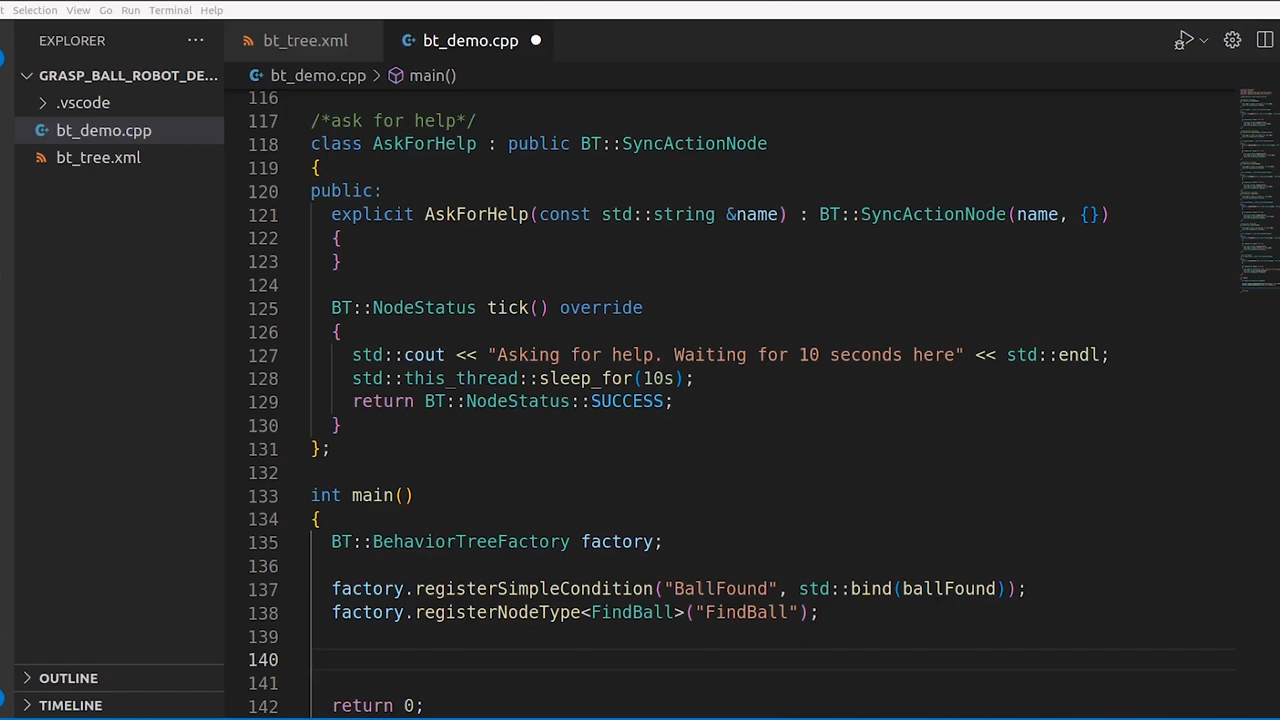 t Selection View Go Run Terminal Help
EXPLORER ...
bt_tree.xml bt_demo.cpp
GRASP_BALL_ROBOT_DE...
bt_demo.cpp > main()
.vscode
bt_demo.cpp
bt_tree.xml
116
117 /*ask for help*/
118 class AskForHelp : public BT::SyncActionNode
119 {
120 public:
121 explicit AskForHelp(const std::string &name) : BT::SyncActionNode(name, {})
122 {
123 }
124
125 BT::NodeStatus tick() override
126 {
127 std::cout << "Asking for help. Waiting for 10 seconds here" << std::endl;
128 std::this_thread::sleep_for(10s);
129 return BT::NodeStatus::SUCCESS;
130 }
131 };
132
133 int main()
134 {
135 BT::BehaviorTreeFactory factory;
136
137 factory.registerSimpleCondition("BallFound", std::bind(ballFound));
138 factory.registerNodeType<FindBall>("FindBall");
139
140
141
142 return 0;
OUTLINE
TIMELINE